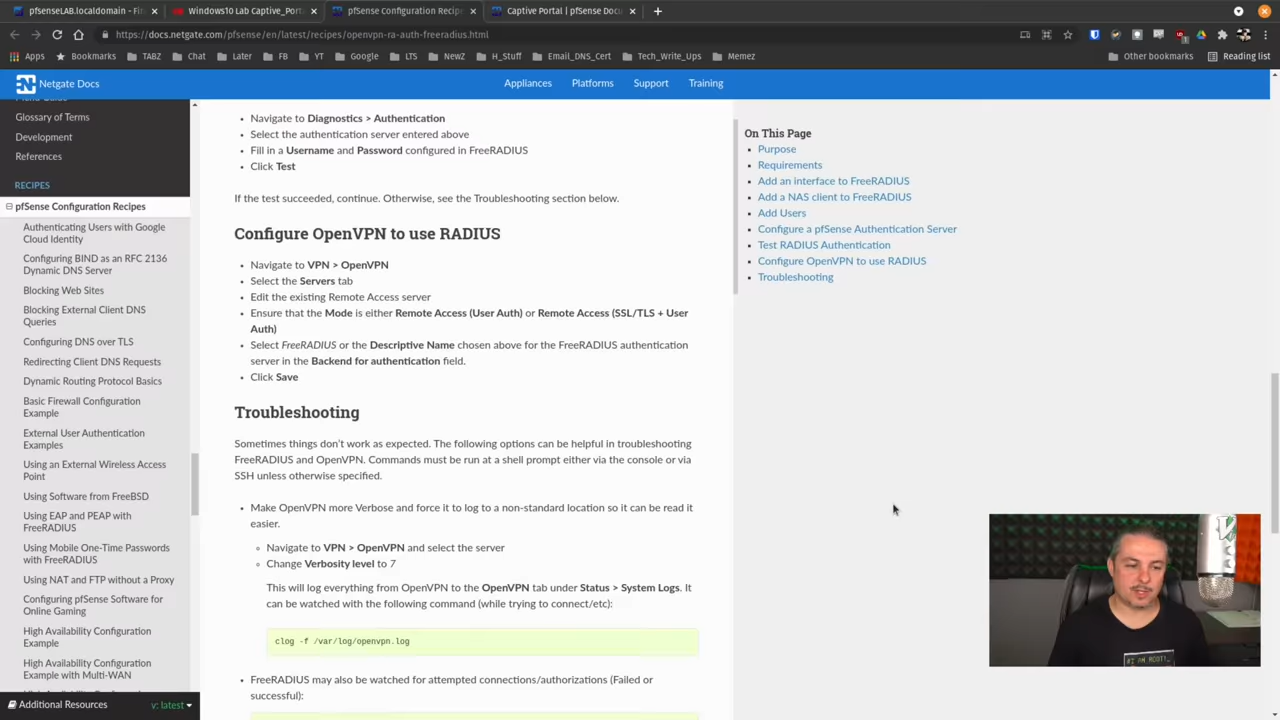 pfsenseLAB.localdomain - Fi
Windows10 Lab Captive_Port
pfSense Configuration Recipes
Captive Portal | pfSense Docu
https://docs.netgate.com/pfsense/en/latest/recipes/openvpn-ra-auth-freeradius.html
Apps
Bookmarks
TABZ
Chat
Later
FB
YT
Google
LTS
NewZ
H_Stuff
Email_DNS_Cert
Tech_Write_Ups
Memez
Other bookmarks
Reading list
Netgate Docs
Appliances
Platforms
Support
Training
Glossary of Terms
Development
References
RECIPES
pfSense Configuration Recipes
Authenticating Users with Google
Cloud Identity
Configuring BIND as an RFC 2136
Dynamic DNS Server
Blocking Web Sites
Blocking External Client DNS
Queries
Configuring DNS over TLS
Redirecting Client DNS Requests
Dynamic Routing Protocol Basics
Basic Firewall Configuration
Example
External User Authentication
Examples
Using an External Wireless Access
Point
Using Software from FreeBSD
Using EAP and PEAP with
FreeRADIUS
Using Mobile One-Time Passwords
with FreeRADIUS
Using NAT and FTP without a Proxy
Configuring pfSense Software for
Online Gaming
High Availability Configuration
Example
High Availability Configuration
Example with Multi-WAN
Additional Resources
v: latest
Navigate to Diagnostics > Authentication
Select the authentication server entered above
Fill in a Username and Password configured in FreeRADIUS
Click Test
If the test succeeded, continue. Otherwise, see the Troubleshooting section below.
Configure OpenVPN to use RADIUS
Navigate to VPN > OpenVPN
Select the Servers tab
Edit the existing Remote Access server
Ensure that the Mode is either Remote Access (User Auth) or Remote Access (SSL/TLS + User
Auth)
Select FreeRADIUS or the Descriptive Name chosen above for the FreeRADIUS authentication
server in the Backend for authentication field.
Click Save
Troubleshooting
Sometimes things don't work as expected. The following options can be helpful in troubleshooting
FreeRADIUS and OpenVPN. Commands must be run at a shell prompt either via the console or via
SSH unless otherwise specified.
Make OpenVPN more Verbose and force it to log to a non-standard location so it can be read it
easier.
Navigate to VPN > OpenVPN and select the server
Change Verbosity level to 7
This will log everything from OpenVPN to the OpenVPN tab under Status > System Logs. It
can be watched with the following command (while trying to connect/etc):
clog -f /var/log/openvpn.log
FreeRADIUS may also be watched for attempted connections/authorizations (Failed or
successful):
On This Page
Purpose
Requirements
Add an interface to FreeRADIUS
Add a NAS client to FreeRADIUS
Add Users
Configure a pfSense Authentication Server
Test RADIUS Authentication
Configure OpenVPN to use RADIUS
Troubleshooting